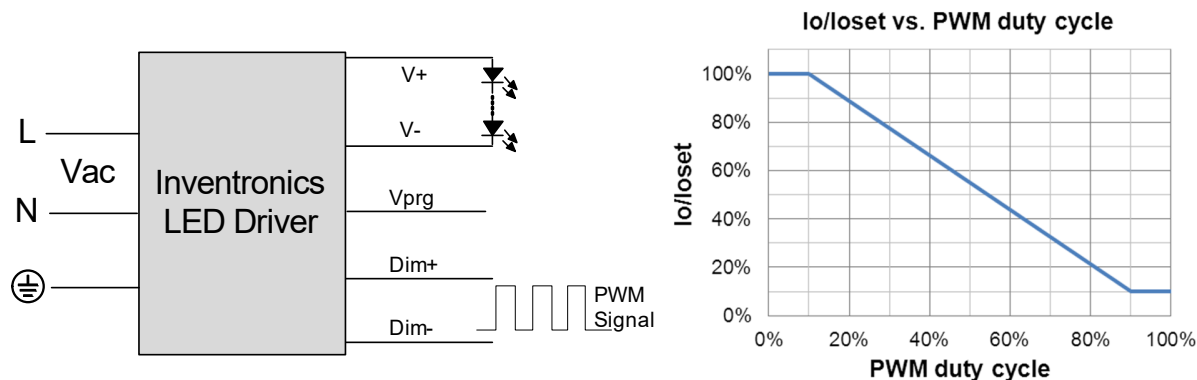 V+
V-
L
Vac
N
Inventronics
LED Driver
Vprg
Dim+
Dim-
PWM
Signal
Io/Ioset vs. PWM duty cycle
100%
80%
60%
40%
20%
0%
Io/Ioset
0% 20% 40% 60% 80% 100%
PWM duty cycle